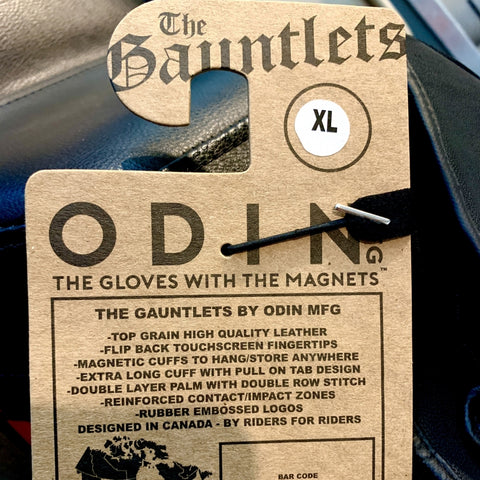 The
Gauntlets
XL
ODIN
THE GLOVES WITH THE MAGNETS™
THE GAUNTLETS BY ODIN MFG
-TOP GRAIN HIGH QUALITY LEATHER
-FLIP BACK TOUCHSCREEN FINGERTIPS
-MAGNETIC CUFFS TO HANG/STORE ANYWHERE
-EXTRA LONG CUFF WITH PULL ON TAB DESIGN
-DOUBLE LAYER PALM WITH DOUBLE ROW STITCH
-REINFORCED CONTACT/IMPACT ZONES
-RUBBER EMBOSSED LOGOS
DESIGNED IN CANADA - BY RIDERS FOR RIDERS
BAR CODE